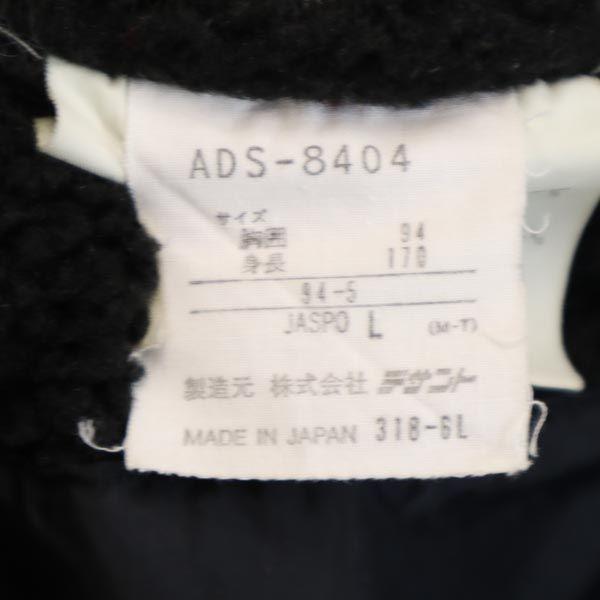 ADS-8404
サイズ
胸囲 94
身長 170
94-5
JASPO L (M-T)
製造元 株式会社 デサント
MADE IN JAPAN 318-6L